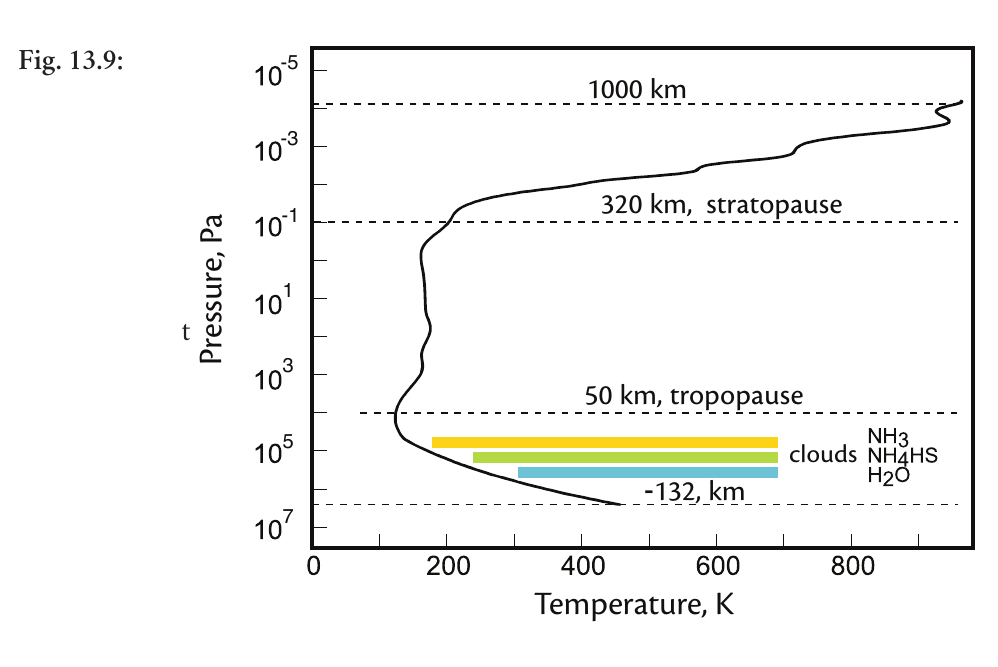 Fig. 13.9:
10-5
1000 km
10-3
320 km, stratopause
10-1
Pressure, Pa
t
101
103
50 km, tropopause
105
clouds
NH3
NH4HS
H2O
-132, km
107
0 200 400 600 800
Temperature, K